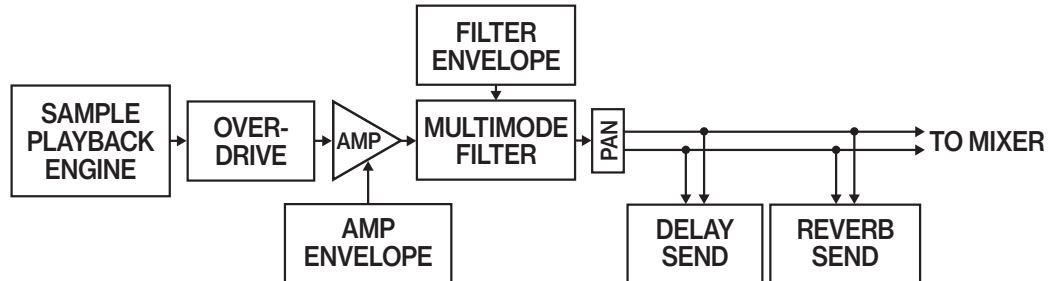 FILTER
ENVELOPE
SAMPLE
PLAYBACK
ENGINE
OVER-
DRIVE
AMP
MULTIMODE
FILTER
PAN
TO MIXER
AMP
ENVELOPE
DELAY
SEND
REVERB
SEND